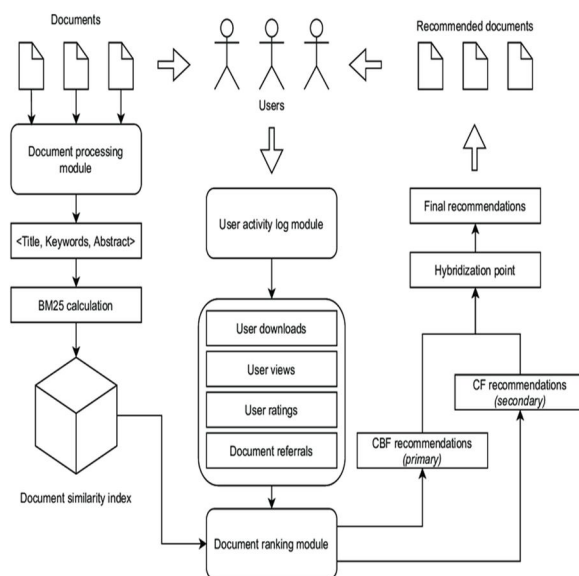 Documents
Document processing module
<Title, Keywords, Abstract>
BM25 calculation
Document similarity index
Users
User activity log module
User downloads
User views
User ratings
Document referrals
Document ranking module
Recommended documents
Final recommendations
Hybridization point
CF recommendations
(secondary)
CBF recommendations
(primary)